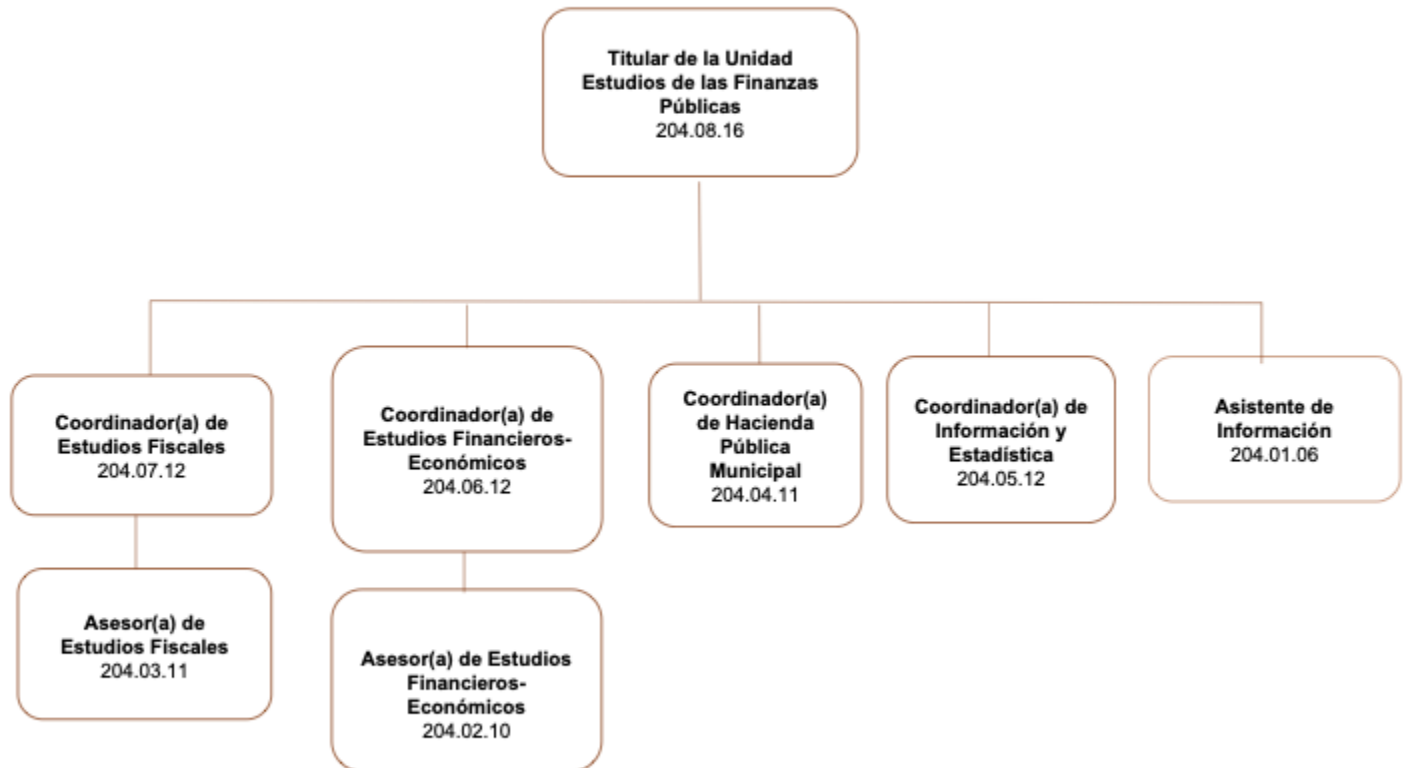 Titular de la Unidad
Estudios de las Finanzas
Públicas
204.08.16
Coordinador(a) de
Estudios Fiscales
204.07.12
Coordinador(a) de
Estudios Financieros-
Económicos
204.06.12
Coordinador(a)
de Hacienda
Pública
Municipal
204.04.11
Coordinador(a) de
Información y
Estadística
204.05.12
Asistente de
Información
204.01.06
Asesor(a) de
Estudios Fiscales
204.03.11
Asesor(a) de Estudios
Financieros-
Económicos
204.02.10